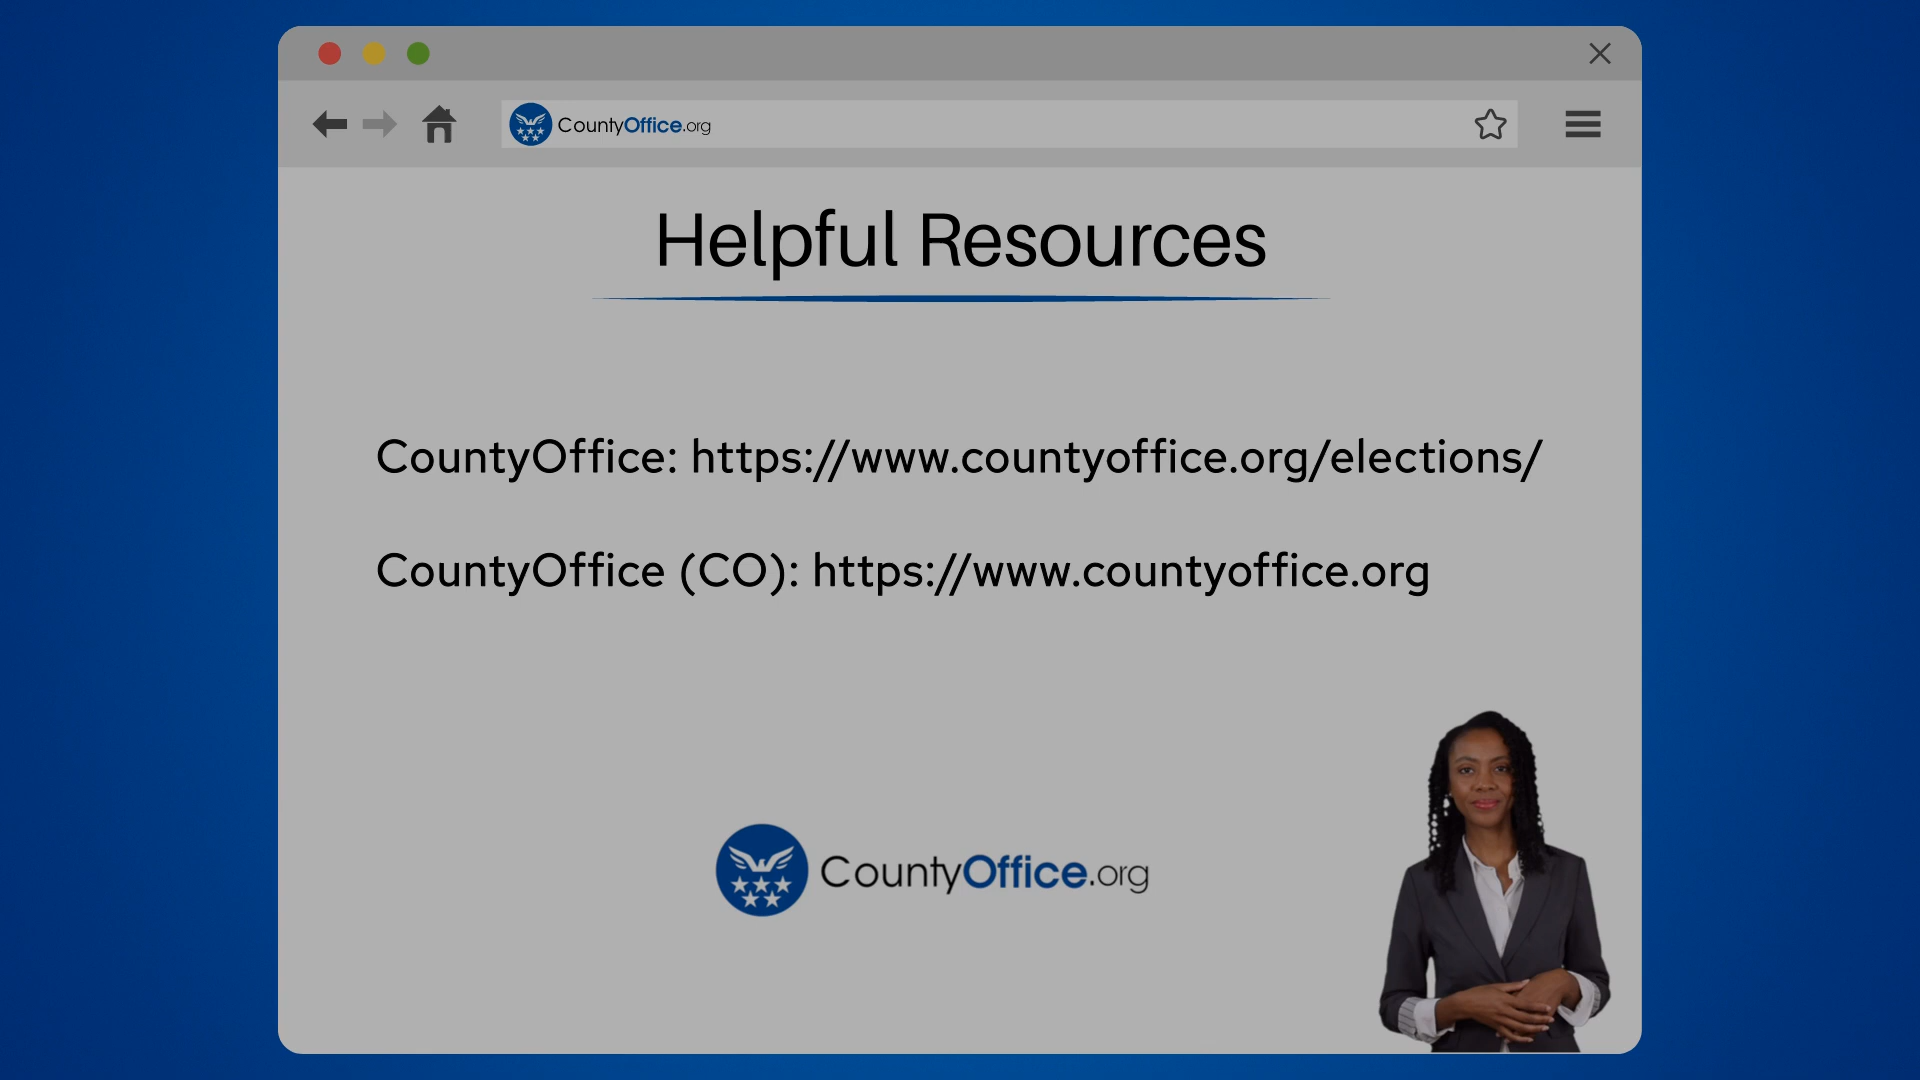 CountyOffice.org
Helpful Resources
CountyOffice: https://www.countyoffice.org/elections/
CountyOffice (CO): https://www.countyoffice.org
CountyOffice.org